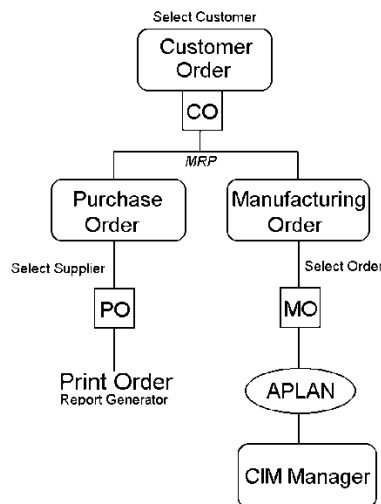 Select Customer
Customer
Order
CO
MRP
Purchase
Order
Manufacturing
Order
Select Supplier
Select Order
PO
MO
Print Order
Report Generator
APLAN
CIM Manager